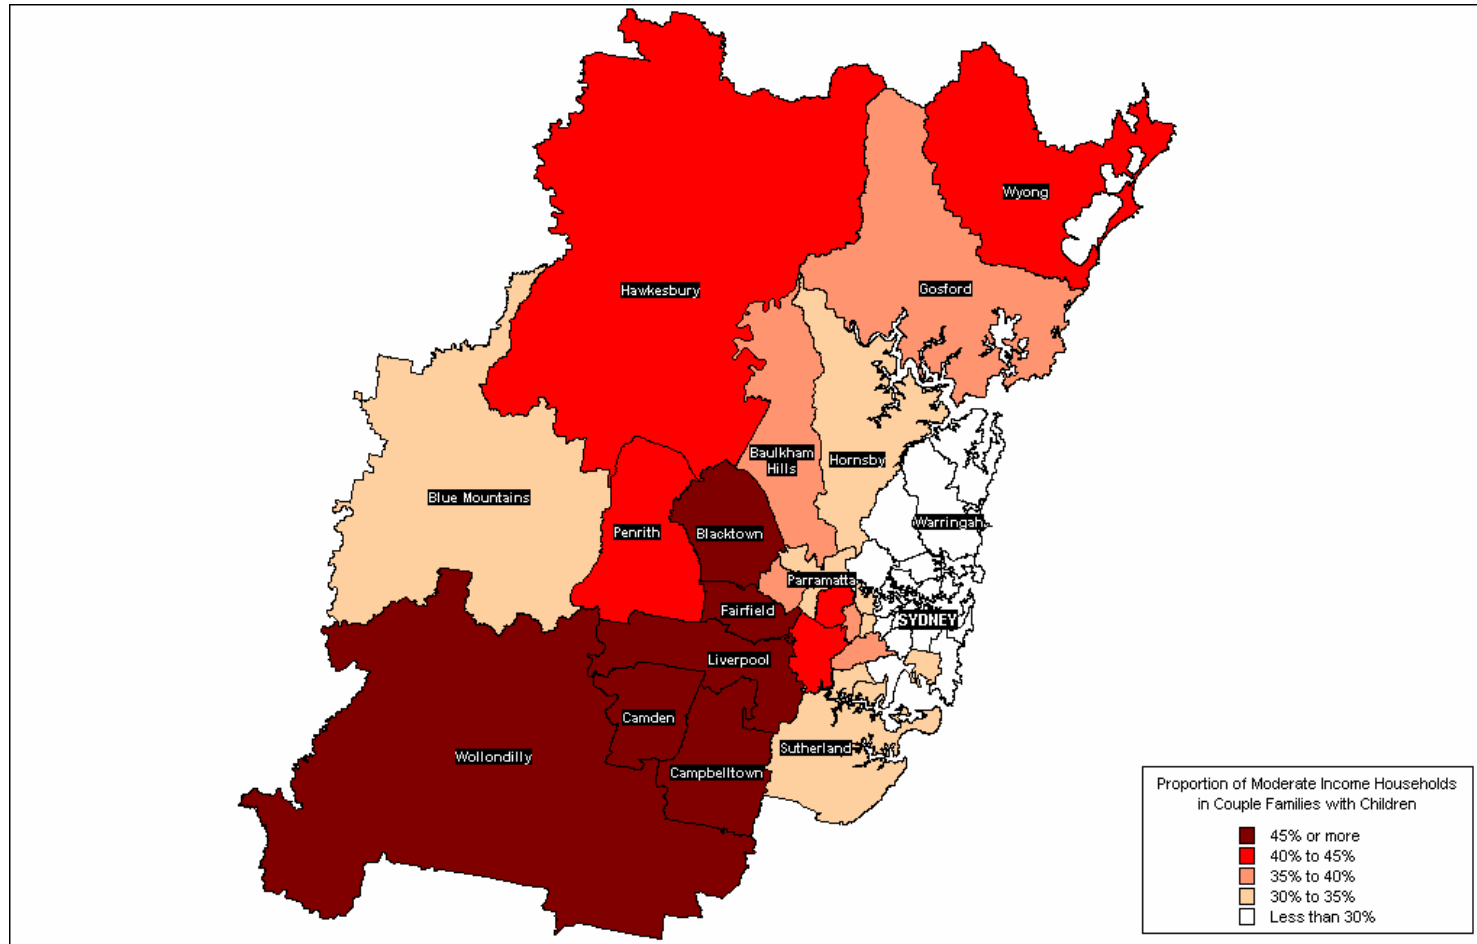 Wyong
Hawkesbury
Gosford
Baulkham
Hills
Hornsby
Blue Mountains
Penrith
Blacktown
Warringah
Parramatta
Fairfield
SYDNEY
Liverpool
Camden
Sutherland
Wollondilly
Campbelltown
Proportion of Moderate Income Households
in Couple Families with Children
45% or more
40% to 45%
35% to 40%
30% to 35%
Less than 30%